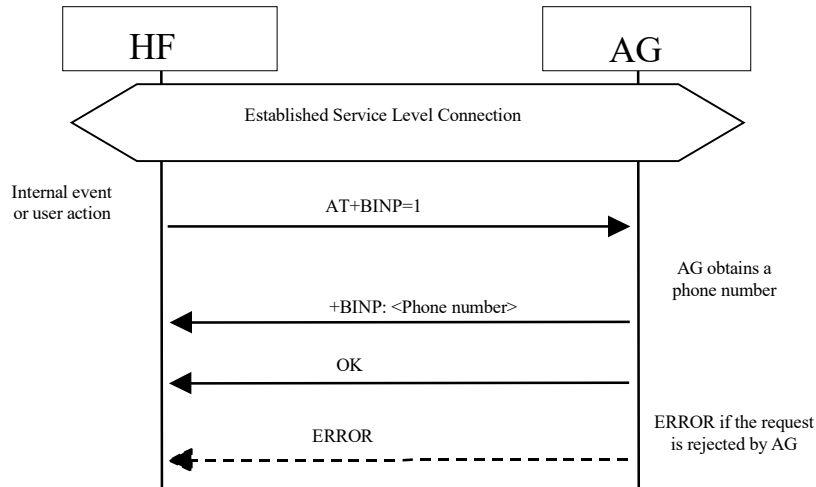 HF
AG
Established Service Level Connection
Internal event
or user action
AT+BINP=1
AG obtains a
phone number
+BINP: <Phone number>
OK
ERROR
ERROR if the request
is rejected by AG